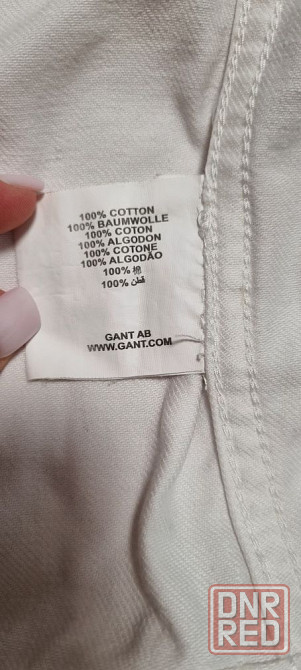 100% COTTON
100% BAUMWOLLE
100% COTON
100% ALGODON
100% COTONE
100% ALGODÃO
100% 棉
100% قطن
GANT AB
WWW.GANT.COM
DNR
RED